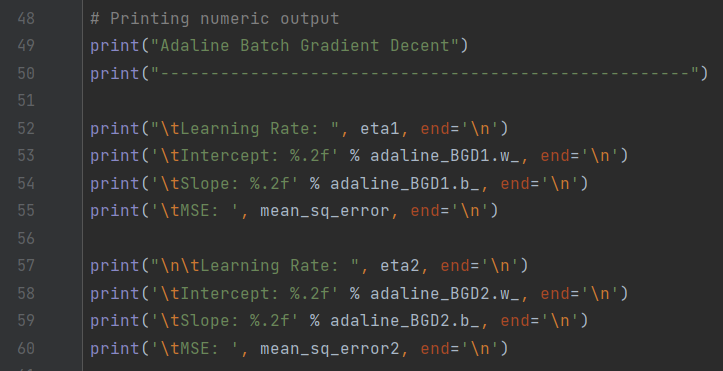 48 # Printing numeric output
49 print("Adaline Batch Gradient Decent")
50 print("-----------------------------------------------------")
51
52 print("\tLearning Rate: ", eta1, end='\n')
53 print('\tIntercept: %.2f' % adaline_BGD1.w_, end='\n')
54 print('\tSlope: %.2f' % adaline_BGD1.b_, end='\n')
55 print('\tMSE: ', mean_sq_error, end='\n')
56
57 print("\n\tLearning Rate: ", eta2, end='\n')
58 print('\tIntercept: %.2f' % adaline_BGD2.w_, end='\n')
59 print('\tSlope: %.2f' % adaline_BGD2.b_, end='\n')
60 print('\tMSE: ', mean_sq_error2, end='\n')